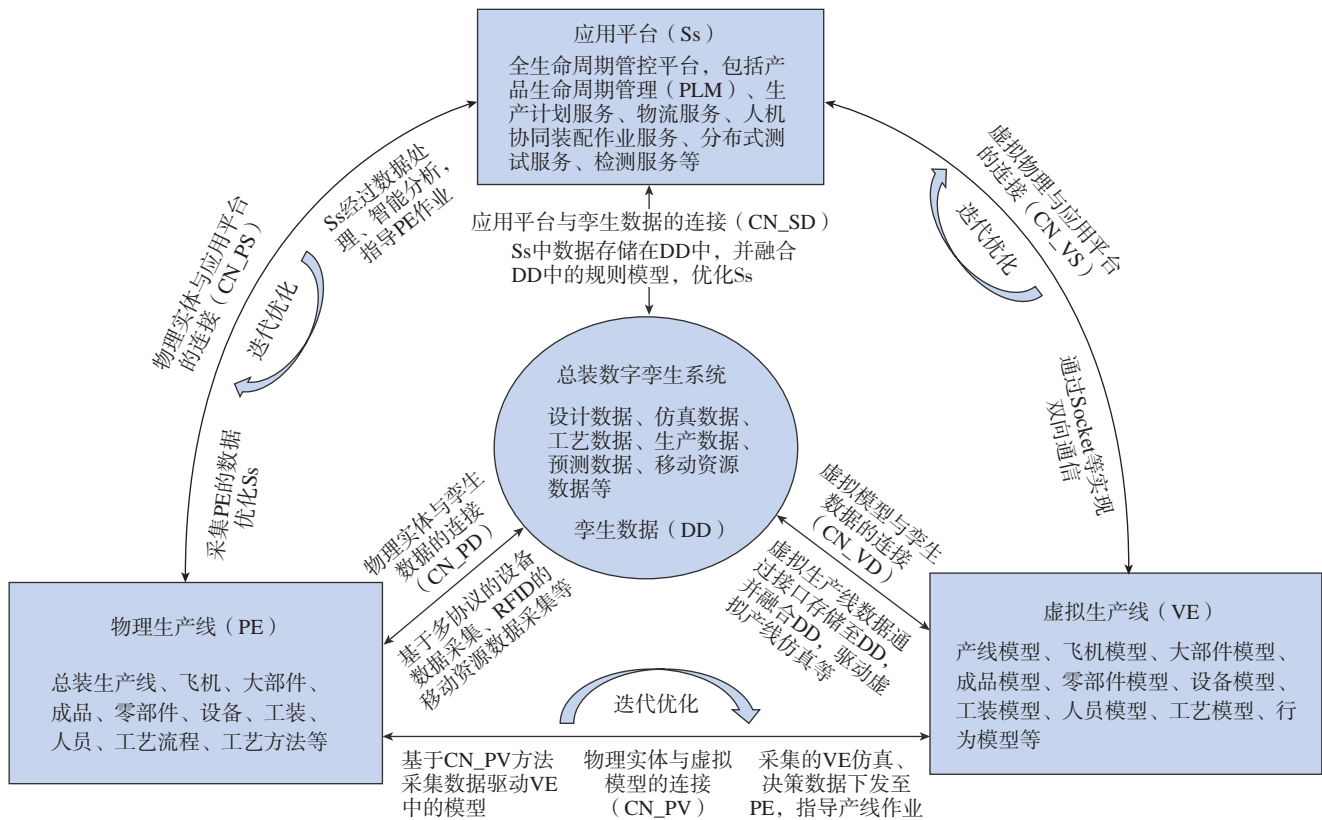 应用平台（Ss）
全生命周期管控平台，包括产
品生命周期管理（PLM）、生
产计划服务、物流服务、人机
协同装配作业服务、分布式测
试服务、检测服务等
物理实体与应用平台
的连接（CN_PS）
Ss经过数据处
理、智能分析，
指导PE作业
迭代优化
采集PE的数据
优化Ss
应用平台与孪生数据的连接（CN_SD）
Ss中数据存储在DD中，并融合
DD中的规则模型，优化Ss
虚拟物理与应用平台
的连接（CN_VS）
迭代优化
通过Socket等实现
双向通信
总装数字孪生系统
设计数据、仿真数据、
工艺数据、生产数据、
预测数据、移动资源
数据等
孪生数据（DD）
物理实体与孪生
数据的连接
（CN_PD）
基于多协议的设备
数据采集、RFID的
移动资源数据采集等
虚拟模型与孪生
数据的连接
（CN_VD）
虚拟生产线数据通
过接口存储至DD，
并融合DD，驱动虚
拟产线仿真等
物理生产线（PE）
总装生产线、飞机、大部件、
成品、零部件、设备、工装、
人员、工艺流程、工艺方法等
虚拟生产线（VE）
产线模型、飞机模型、大部件模型、
成品模型、零部件模型、设备模型、
工装模型、人员模型、工艺模型、行
为模型等
迭代优化
基于CN_PV方法
采集数据驱动VE
中的模型
物理实体与虚拟
模型的连接
（CN_PV）
采集的VE仿真、
决策数据下发至
PE，指导产线作业